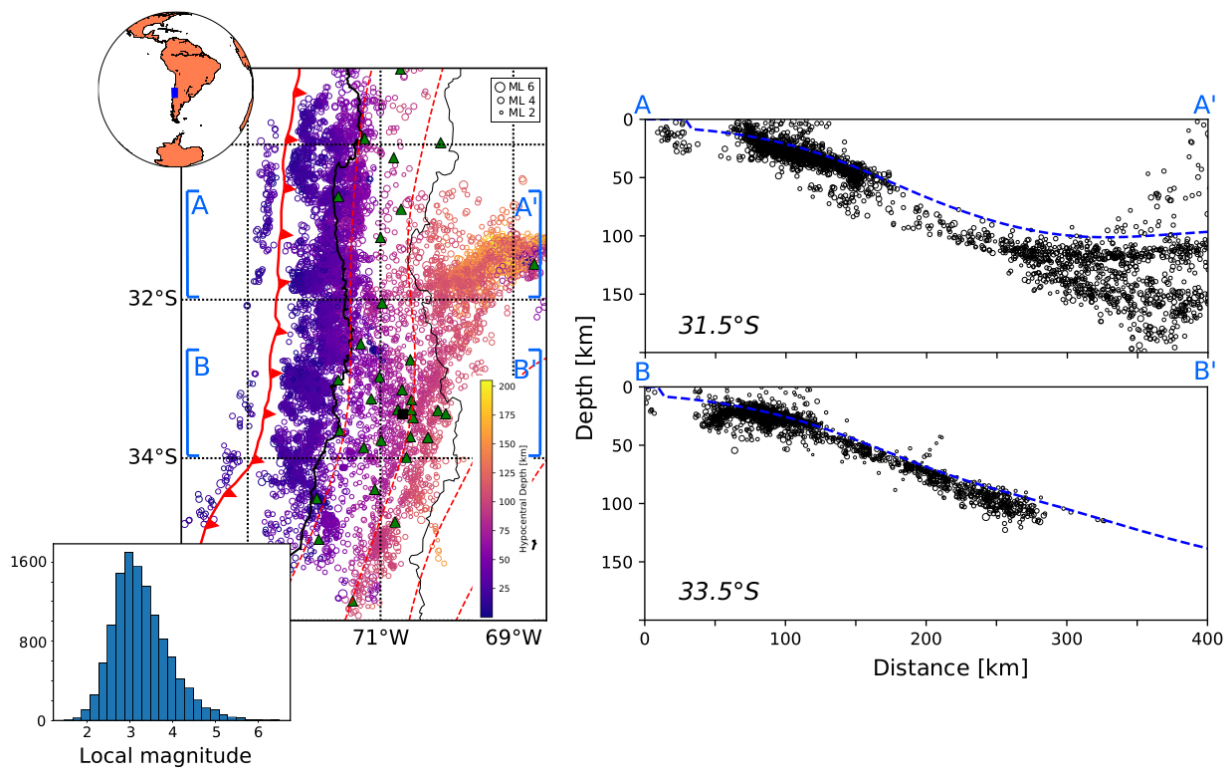 ML 6
ML 4
ML 2
A
A'
B
B'
32°S
34°S
71°W
69°W
200
175
150
125
100
75
50
25
Hypocentral Depth [km]
1600
800
0
2
3
4
5
6
Local magnitude
A
A'
0
50
100
150
31.5°S
Depth [km]
B
B'
0
50
100
150
33.5°S
0
100
200
300
400
Distance [km]